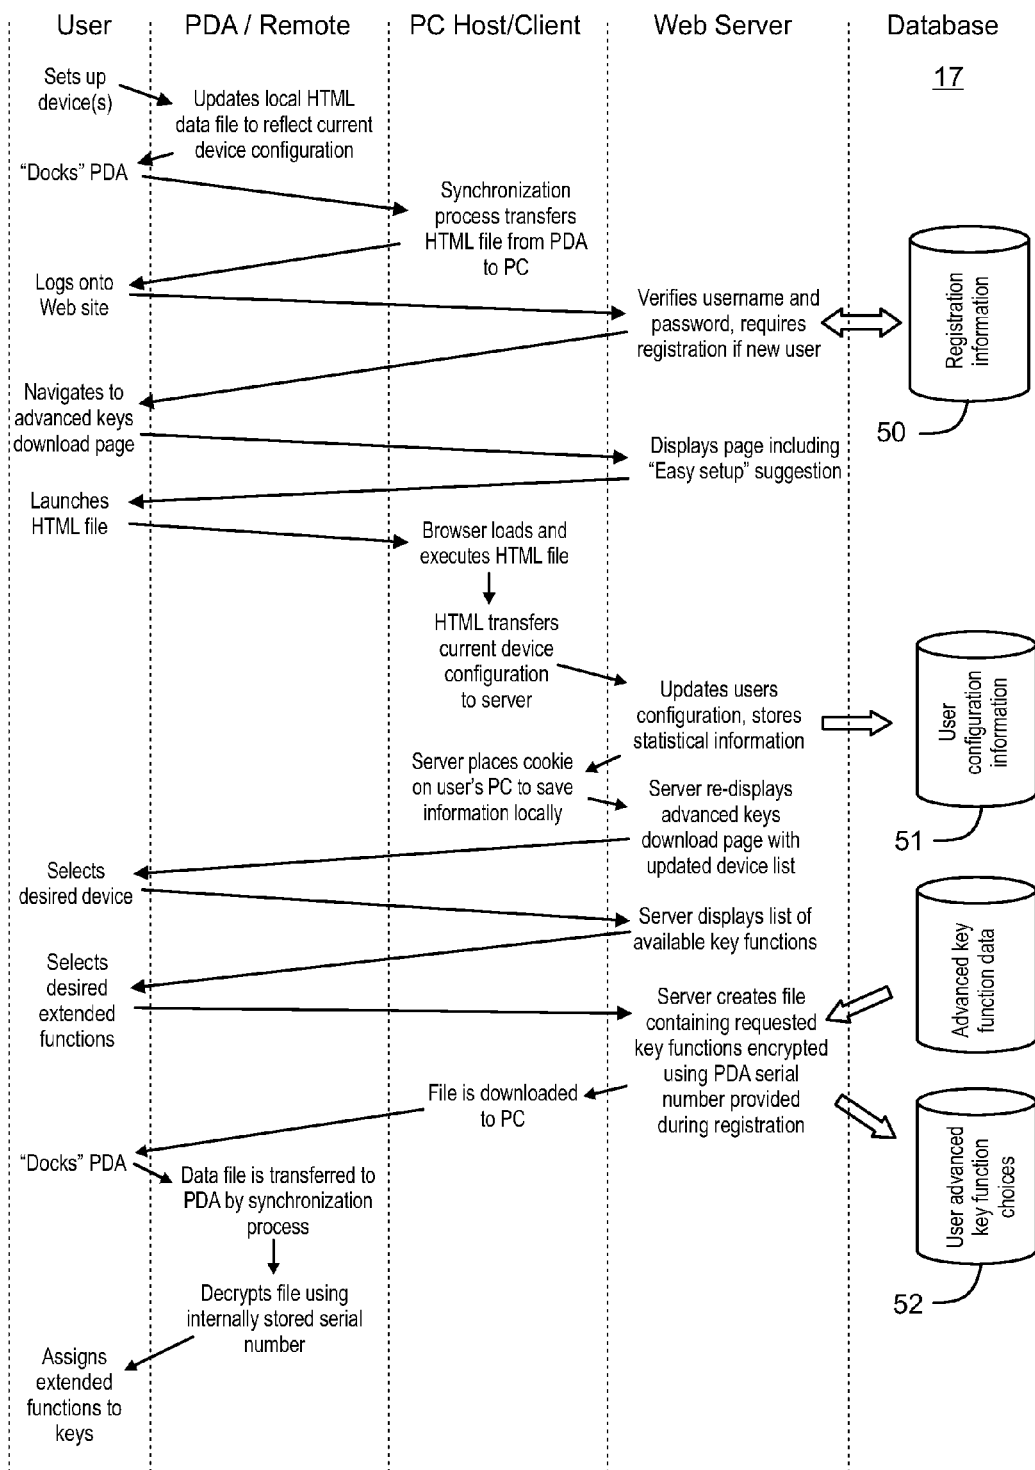 User
PDA / Remote
PC Host/Client
Web Server
Database
17
Sets up
device(s)
Updates local HTML
data file to reflect current
device configuration
“Docks” PDA
Synchronization
process transfers
HTML file from PDA
to PC
Logs onto
Web site
Verifies username and
password, requires
registration if new user
Registration
information
50
Navigates to
advanced keys
download page
Displays page including
“Easy setup” suggestion
Launches
HTML file
Browser loads and
executes HTML file
HTML transfers
current device
configuration
to server
Updates users
configuration, stores
statistical information
User
configuration
information
51
Server places cookie
on user’s PC to save
information locally
Server re-displays
advanced keys
download page with
updated device list
Selects
desired device
Server displays list of
available key functions
Advanced key
function data
Selects
desired
extended
functions
Server creates file
containing requested
key functions encrypted
using PDA serial
number provided
during registration
File is downloaded
to PC
User advanced
key function
choices
52
“Docks” PDA
Data file is transferred to
PDA by synchronization
process
Decrypts file using
internally stored serial
number
Assigns
extended
functions to
keys